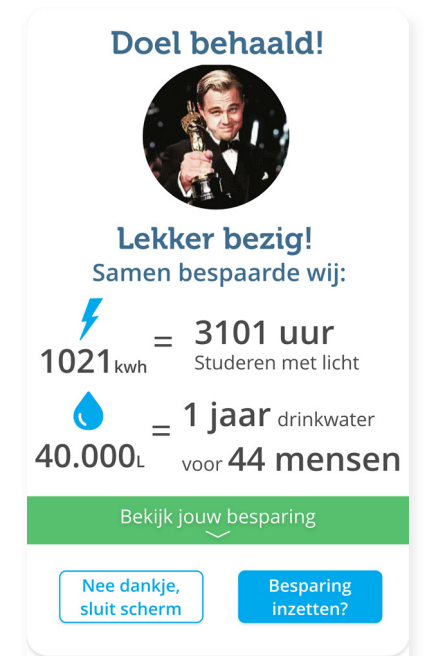 Doel behaald!
Lekker bezig!
Samen bespaarde wij:
1021kwh = 3101 uur
Studeren met licht
40.000L = 1 jaar drinkwater
voor 44 mensen
Bekijk jouw besparing
Nee dankje,
sluit scherm
Besparing
inzetten?